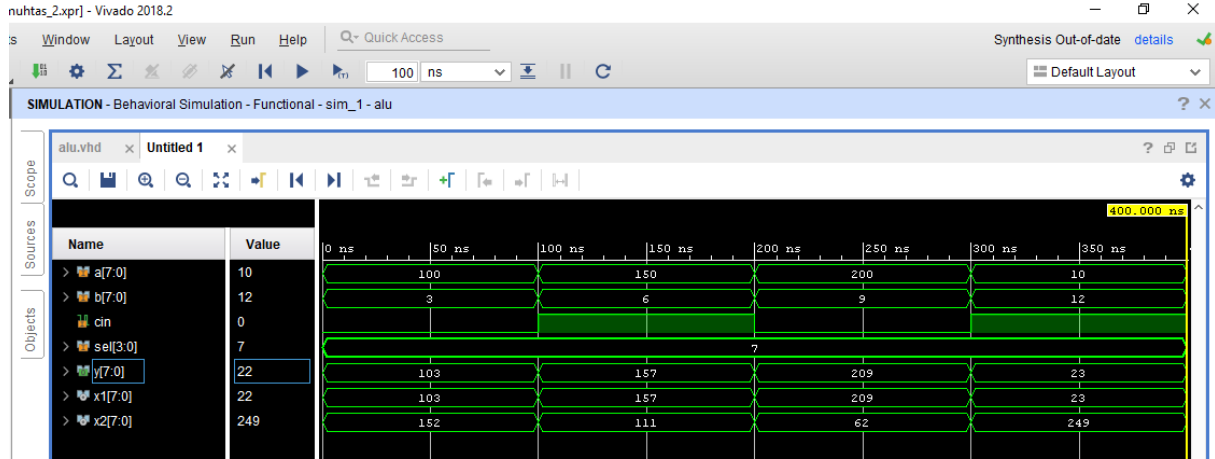 muhtas_2.xpr] - Vivado 2018.2
Window Layout View Run Help Quick Access Synthesis Out-of-date details
100 ns Default Layout
SIMULATION - Behavioral Simulation - Functional - sim_1 - alu
Scope
Sources
Objects
alu.vhd Untitled 1
400.000 ns
Name Value 0 ns 50 ns 100 ns 150 ns 200 ns 250 ns 300 ns 350 ns
a[7:0] 10 100 150 200 10
b[7:0] 12 3 6 9 12
cin 0
sel[3:0] 7 7
y[7:0] 22 103 157 209 23
x1[7:0] 22 103 157 209 23
x2[7:0] 249 152 111 62 249